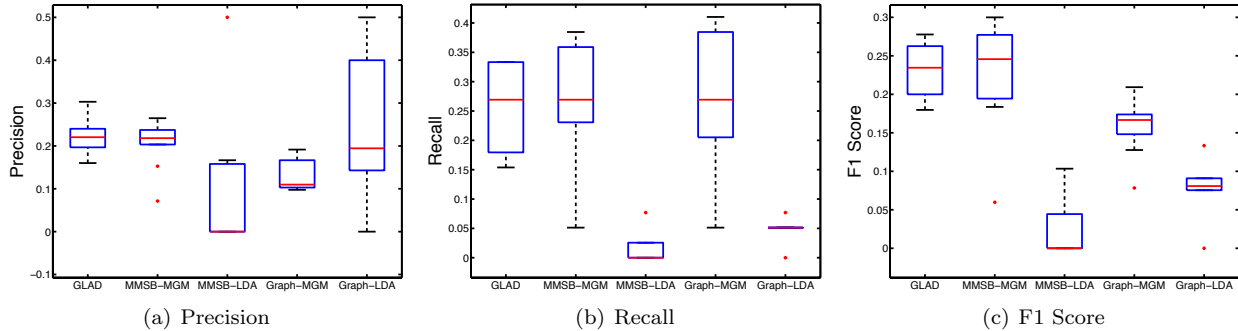 Precision
0.5
0.4
0.3
0.2
0.1
0
−0.1
GLAD MMSB−MGM MMSB−LDA Graph−MGM Graph−LDA
(a) Precision
Recall
0.4
0.35
0.3
0.25
0.2
0.15
0.1
0.05
0
GLAD MMSB−MGM MMSB−LDA Graph−MGM Graph−LDA
(b) Recall
F1 Score
0.3
0.25
0.2
0.15
0.1
0.05
0
GLAD MMSB−MGM MMSB−LDA Graph−MGM Graph−LDA
(c) F1 Score